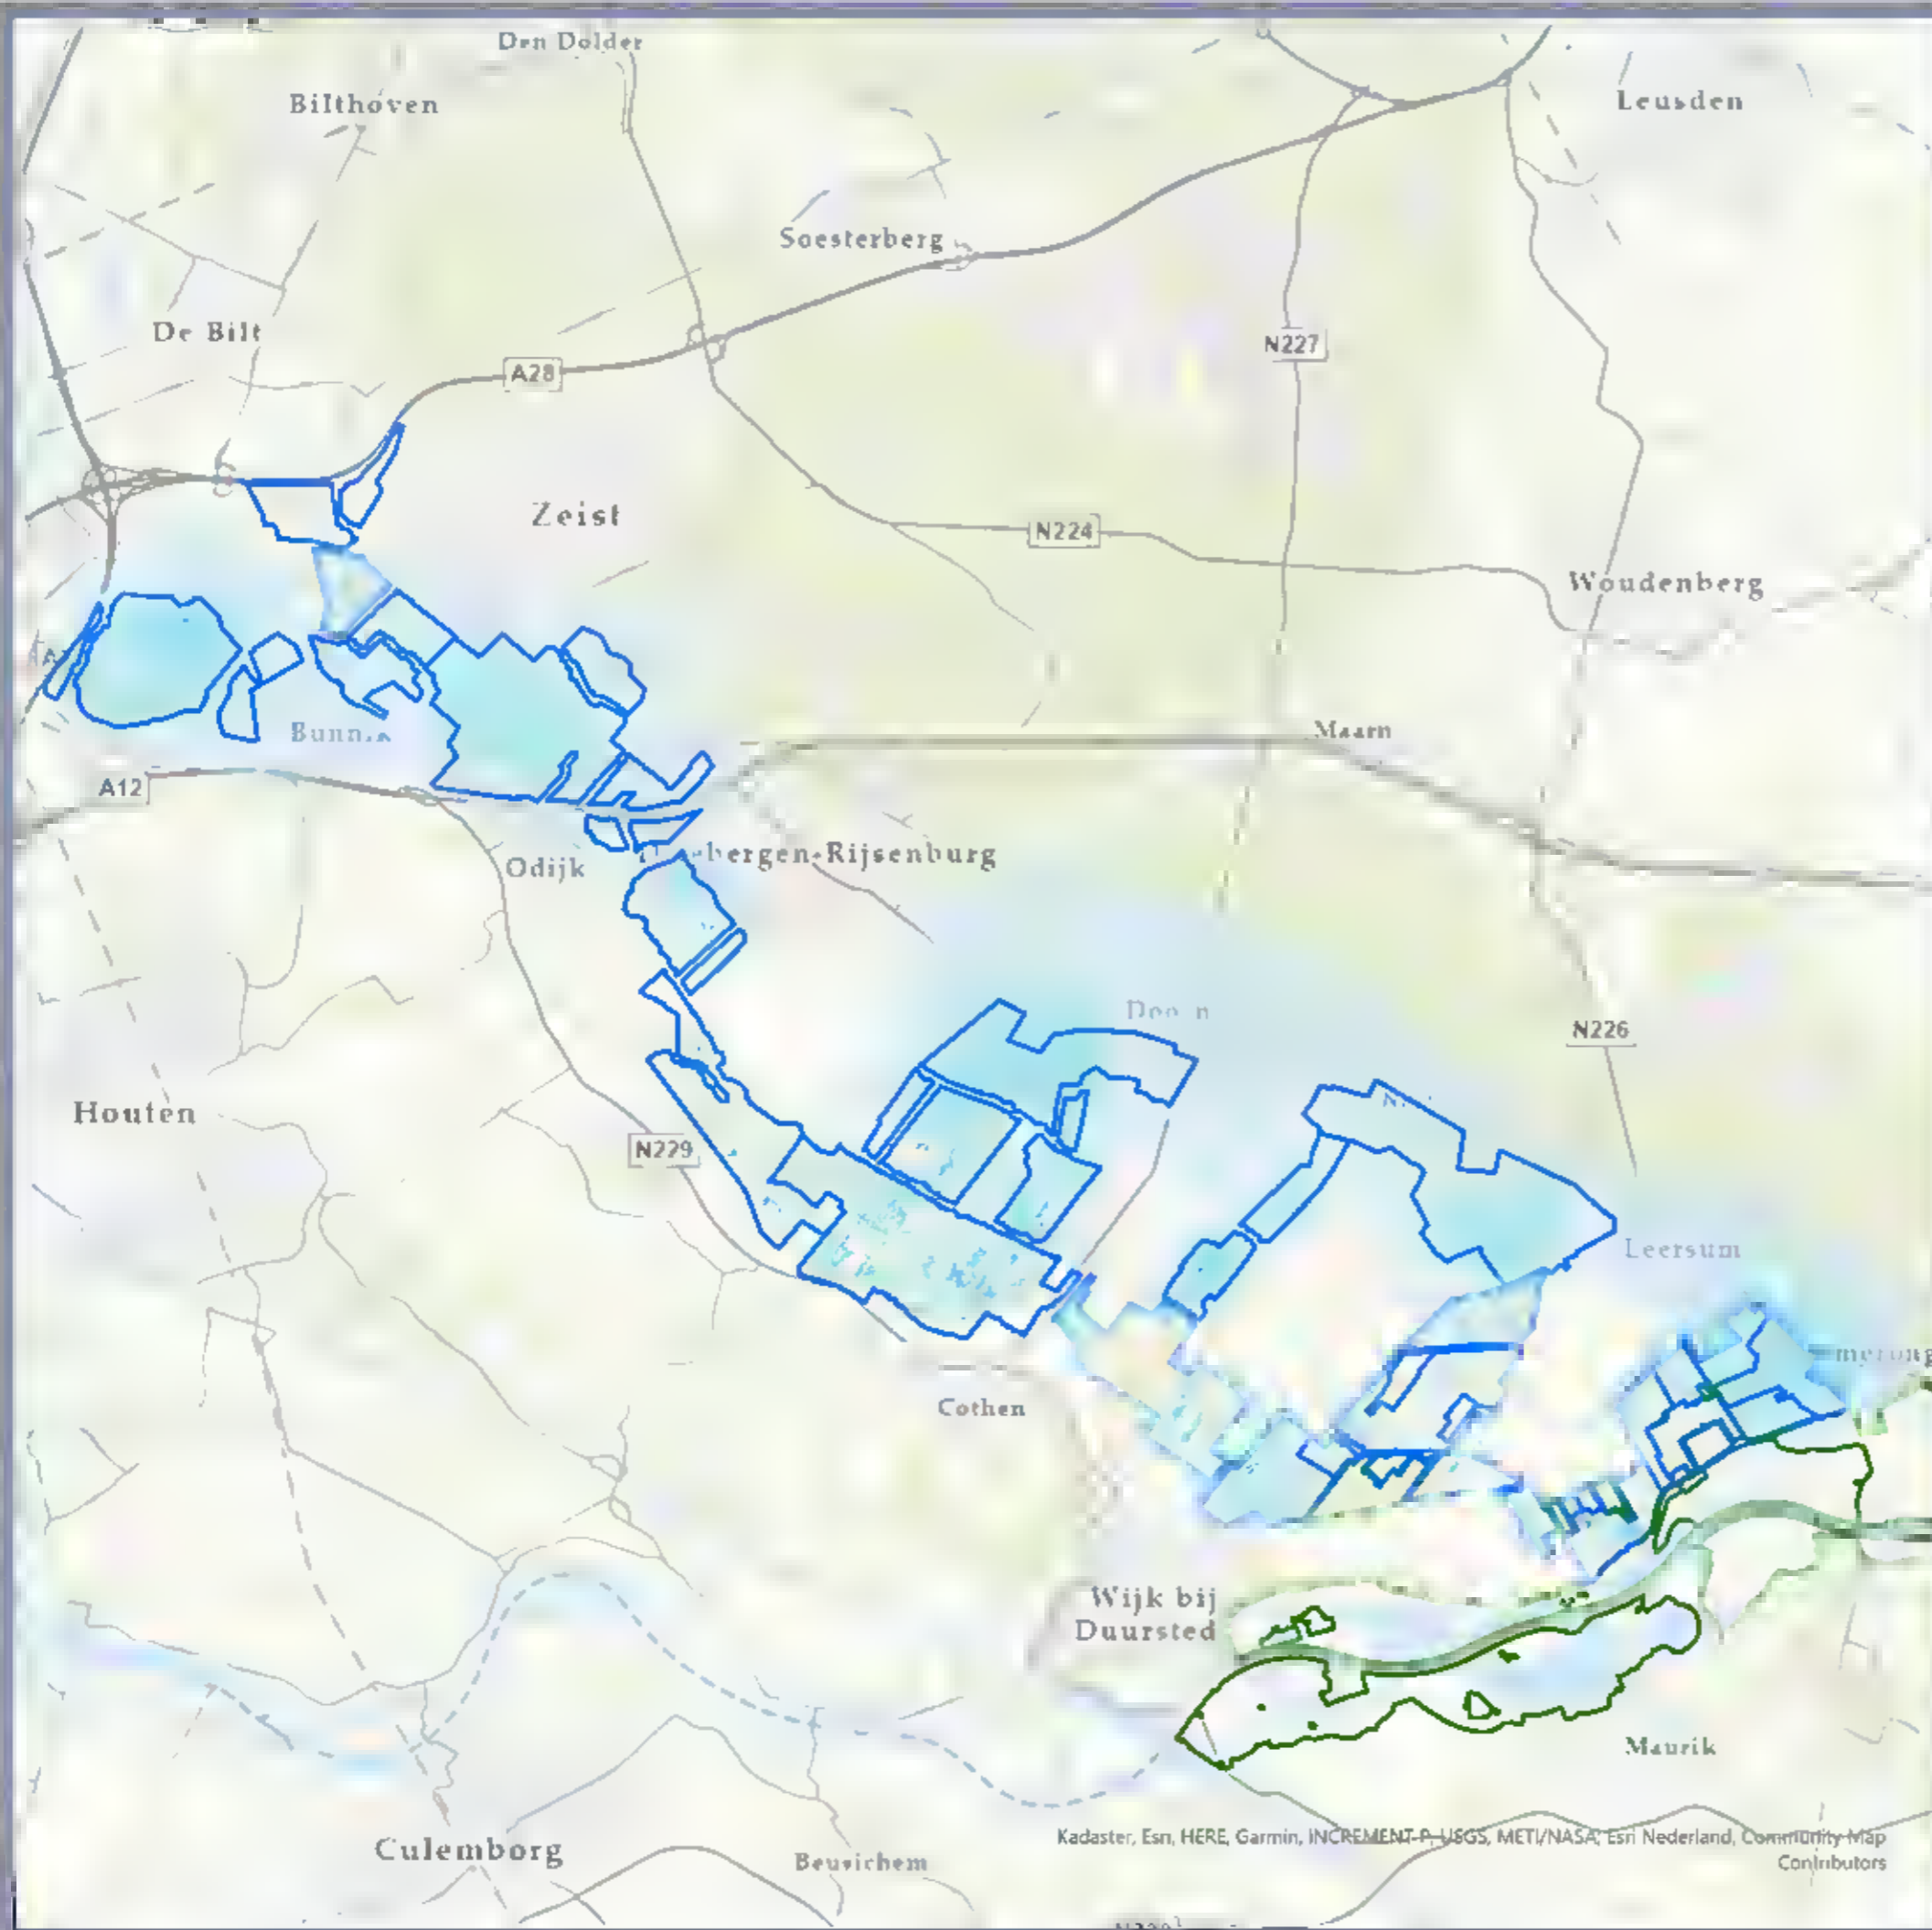 Den Dolder
Bilthoven
Leusden
Soesterberg
De Bilt
N227
A28
Zeist
N224
Woudenberg
Maarn
A12
Odijk
bergen-Rijsenburg
N226
Houten
N229
Leersum
Cothen
Wijk bij
Maurik
Kadaster, Esri, HERE, Garmin, INCREMENT P, USGS, METI/NASA, Esri Nederland, Community Map
Contributors
Culemborg
Beusichem